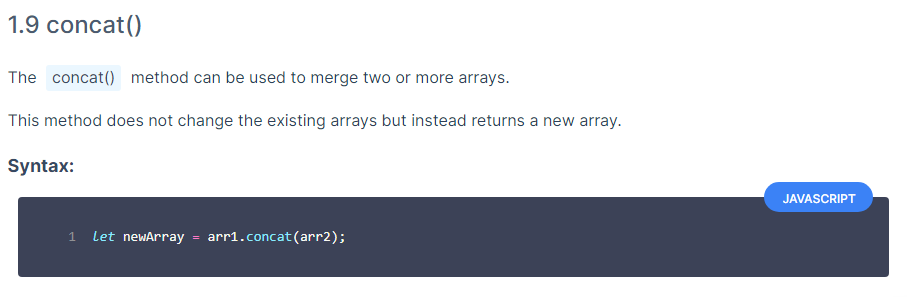 1.9 concat()
The concat() method can be used to merge two or more arrays.
This method does not change the existing arrays but instead returns a new array.
Syntax:
JAVASCRIPT
1 let newArray = arr1.concat(arr2);